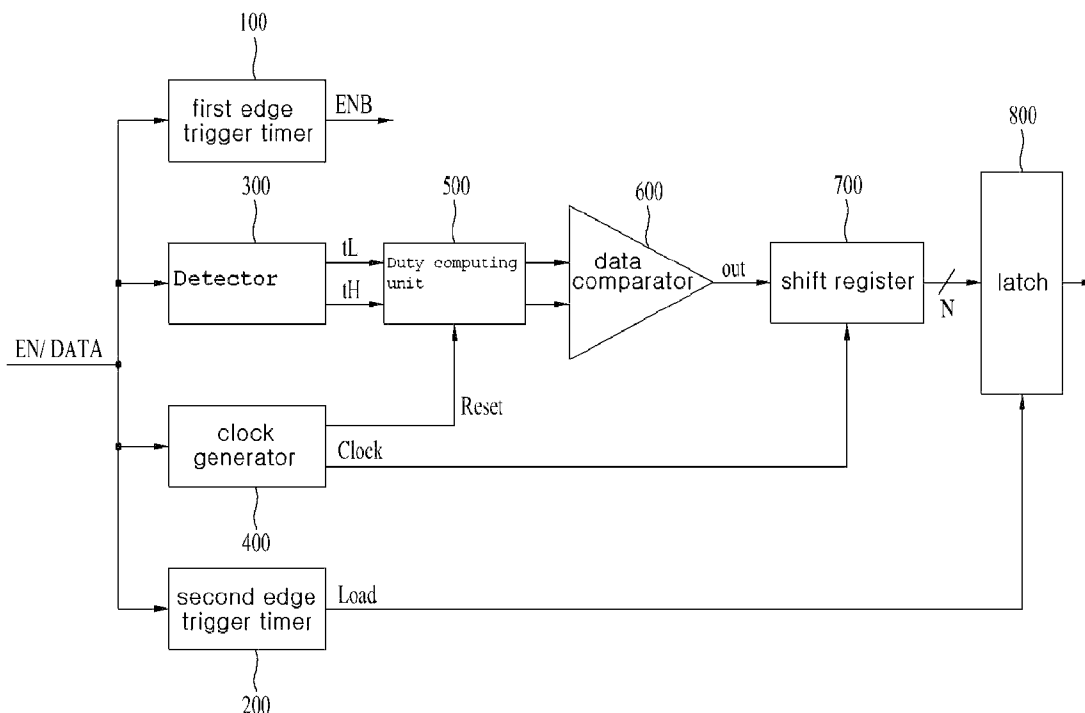 100
first edge
trigger timer
ENB
300
Detector
tL
tH
500
Duty computing
unit
600
data
comparator
out
700
shift register
N
800
latch
EN/ DATA
clock
generator
Reset
Clock
400
second edge
trigger timer
Load
200